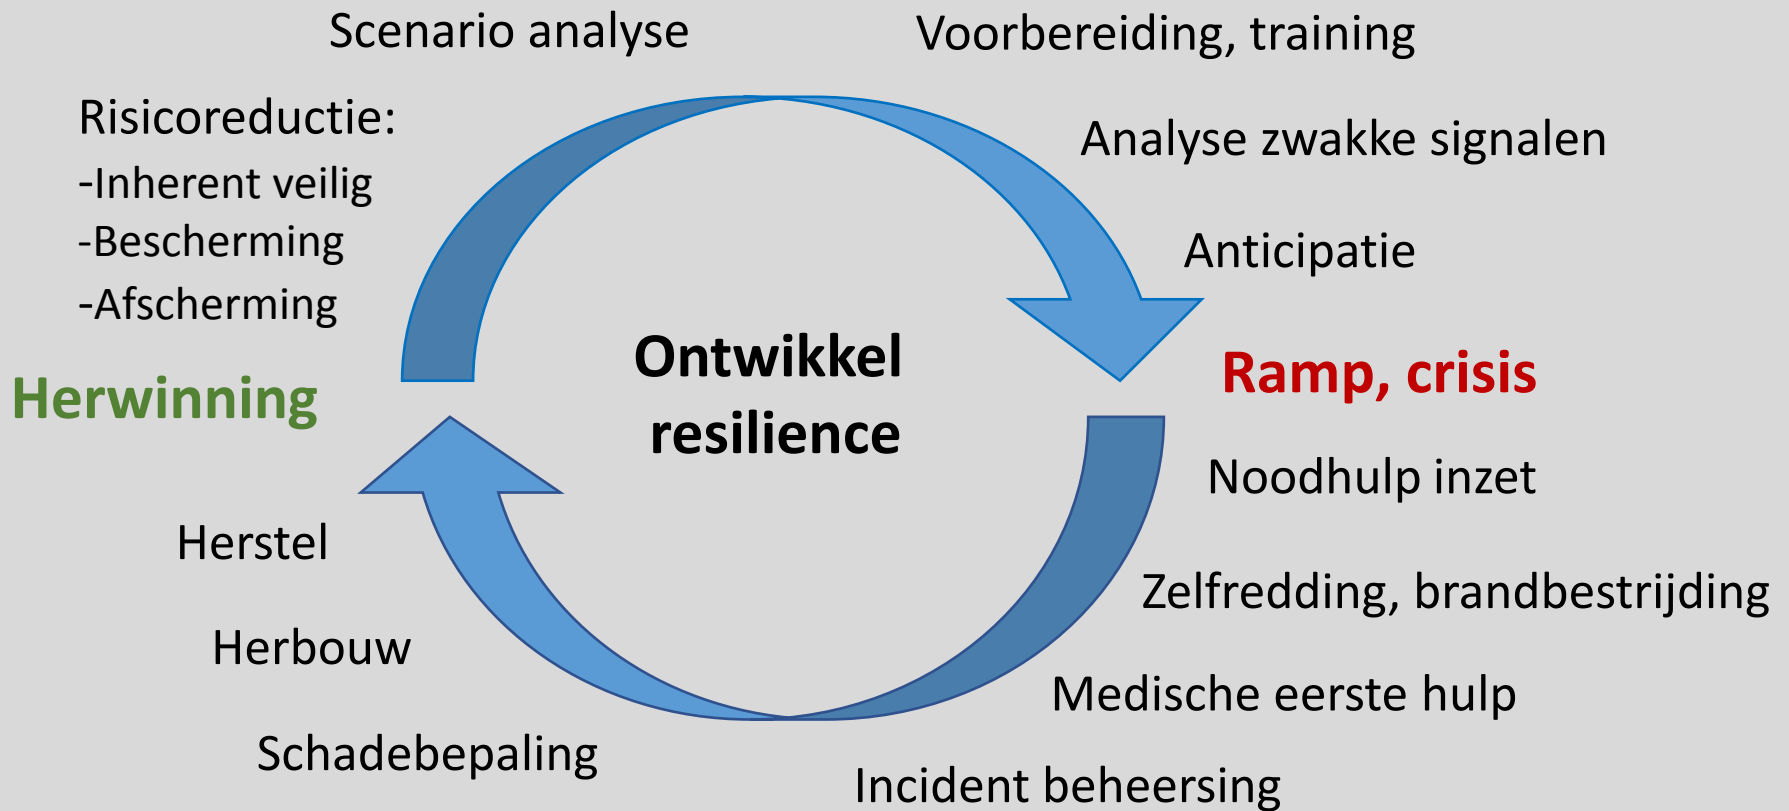 Scenario analyse
Voorbereiding, training
Risicoreductie:
-Inherent veilig
-Bescherming
-Afscherming
Analyse zwakke signalen
Anticipatie
Herwinning
Ontwikkel
resilience
Ramp, crisis
Noodhulp inzet
Zelfredding, brandbestrijding
Medische eerste hulp
Incident beheersing
Herstel
Herbouw
Schadebepaling